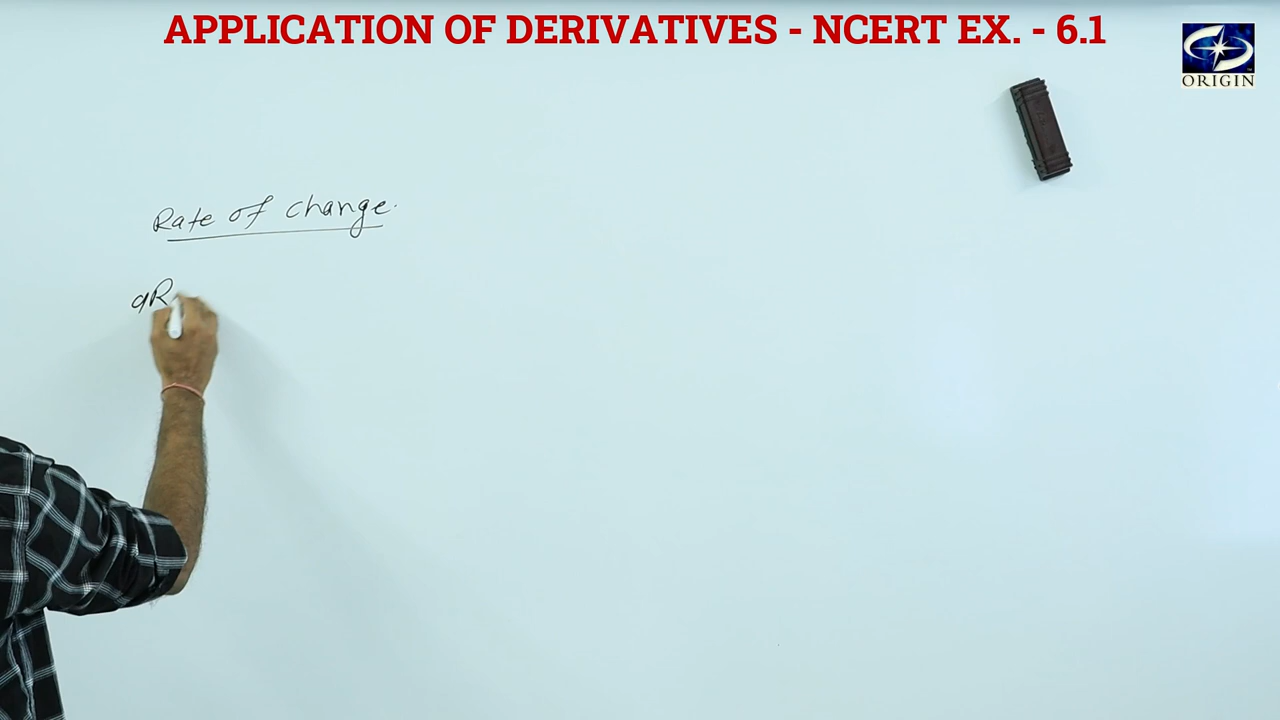 APPLICATION OF DERIVATIVES - NCERT EX. - 6.1
ORIGIN
Rate of change.